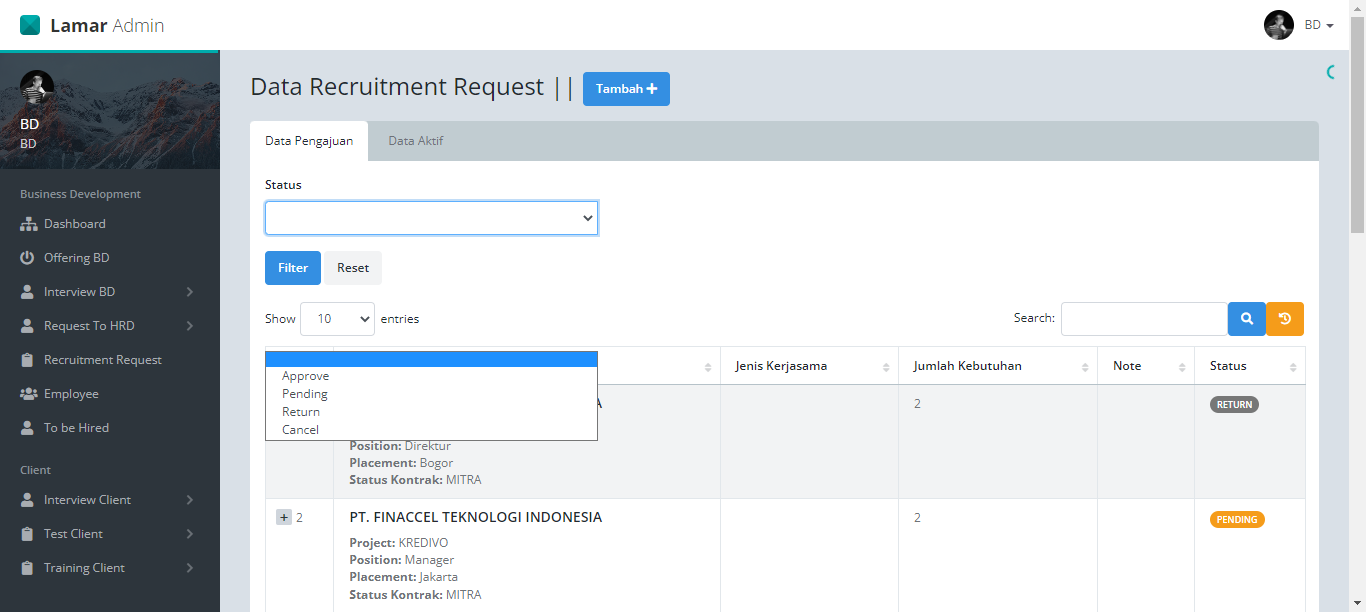 Lamar Admin
BD
BD
BD
Business Development
Dashboard
Offering BD
Interview BD
Request To HRD
Recruitment Request
Employee
To be Hired
Client
Interview Client
Test Client
Training Client
Data Recruitment Request || Tambah +
Data Pengajuan Data Aktif
Status
Filter Reset
Show 10 entries Search:
Approve
Pending
Return
Cancel
Jenis Kerjasama Jumlah Kebutuhan Note Status
A 2 RETURN
Position: Direktur
Placement: Bogor
Status Kontrak: MITRA
+ 2 PT. FINACCEL TEKNOLOGI INDONESIA 2 PENDING
Project: KREDIVO
Position: Manager
Placement: Jakarta
Status Kontrak: MITRA